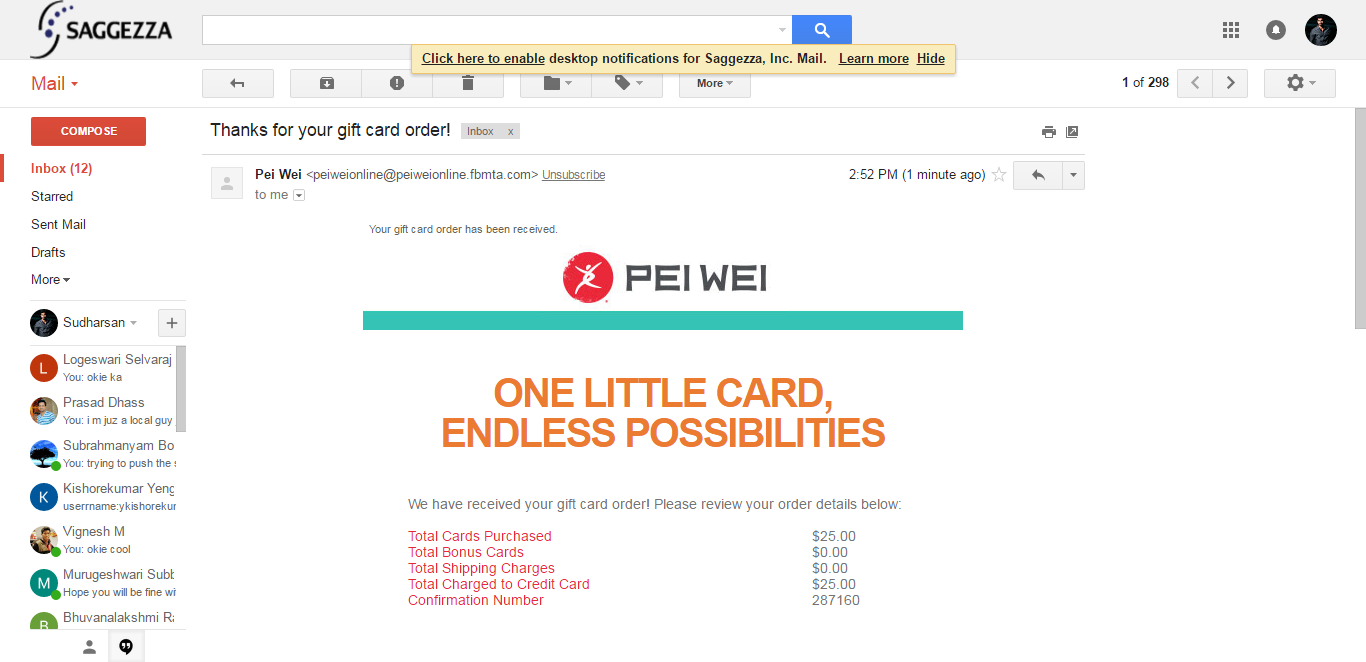 SAGGEZZA
Click here to enable desktop notifications for Saggezza, Inc. Mail. Learn more Hide
Mail
More
1 of 298
COMPOSE
Inbox (12)
Starred
Sent Mail
Drafts
More
Sudharsan
Logeswari Selvaraj
You: okie ka
Prasad Dhass
You: i m juz a local guy
Subrahmanyam Bo
You: trying to push the s
Kishorekumar Yeng
userrname:ykishorekur
Vignesh M
You: okie cool
Murugeshwari Subb
Hope you will be fine wi
Bhuvanalakshmi Ra
L
K
M
B
Thanks for your gift card order! Inbox x
Pei Wei <peiweionline@peiweionline.fbmta.com> Unsubscribe
2:52 PM (1 minute ago)
to me
Your gift card order has been received.
PEI WEI
ONE LITTLE CARD,
ENDLESS POSSIBILITIES
We have received your gift card order! Please review your order details below:
Total Cards Purchased $25.00
Total Bonus Cards $0.00
Total Shipping Charges $0.00
Total Charged to Credit Card $25.00
Confirmation Number 287160